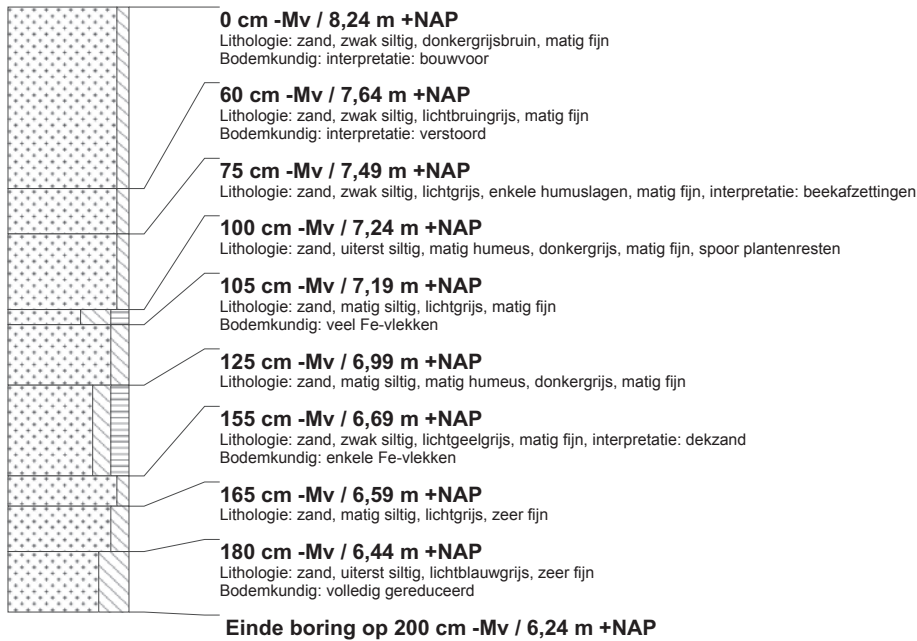 0 cm -Mv / 8,24 m +NAP
Lithologie: zand, zwak siltig, donkergrijsbruin, matig fijn
Bodemkundig: interpretatie: bouwvoor
60 cm -Mv / 7,64 m +NAP
Lithologie: zand, zwak siltig, lichtbruingrijs, matig fijn
Bodemkundig: interpretatie: verstoord
75 cm -Mv / 7,49 m +NAP
Lithologie: zand, zwak siltig, lichtgrijs, enkele humuslagen, matig fijn, interpretatie: beekafzettingen
100 cm -Mv / 7,24 m +NAP
Lithologie: zand, uiterst siltig, matig humeus, donkergrijs, matig fijn, spoor plantenresten
105 cm -Mv / 7,19 m +NAP
Lithologie: zand, matig siltig, lichtgrijs, matig fijn
Bodemkundig: veel Fe-vlekken
125 cm -Mv / 6,99 m +NAP
Lithologie: zand, matig siltig, matig humeus, donkergrijs, matig fijn
155 cm -Mv / 6,69 m +NAP
Lithologie: zand, zwak siltig, lichtgeelgrijs, matig fijn, interpretatie: dekzand
Bodemkundig: enkele Fe-vlekken
165 cm -Mv / 6,59 m +NAP
Lithologie: zand, matig siltig, lichtgrijs, zeer fijn
180 cm -Mv / 6,44 m +NAP
Lithologie: zand, uiterst siltig, lichtblauwgrijs, zeer fijn
Bodemkundig: volledig gereduceerd
Einde boring op 200 cm -Mv / 6,24 m +NAP